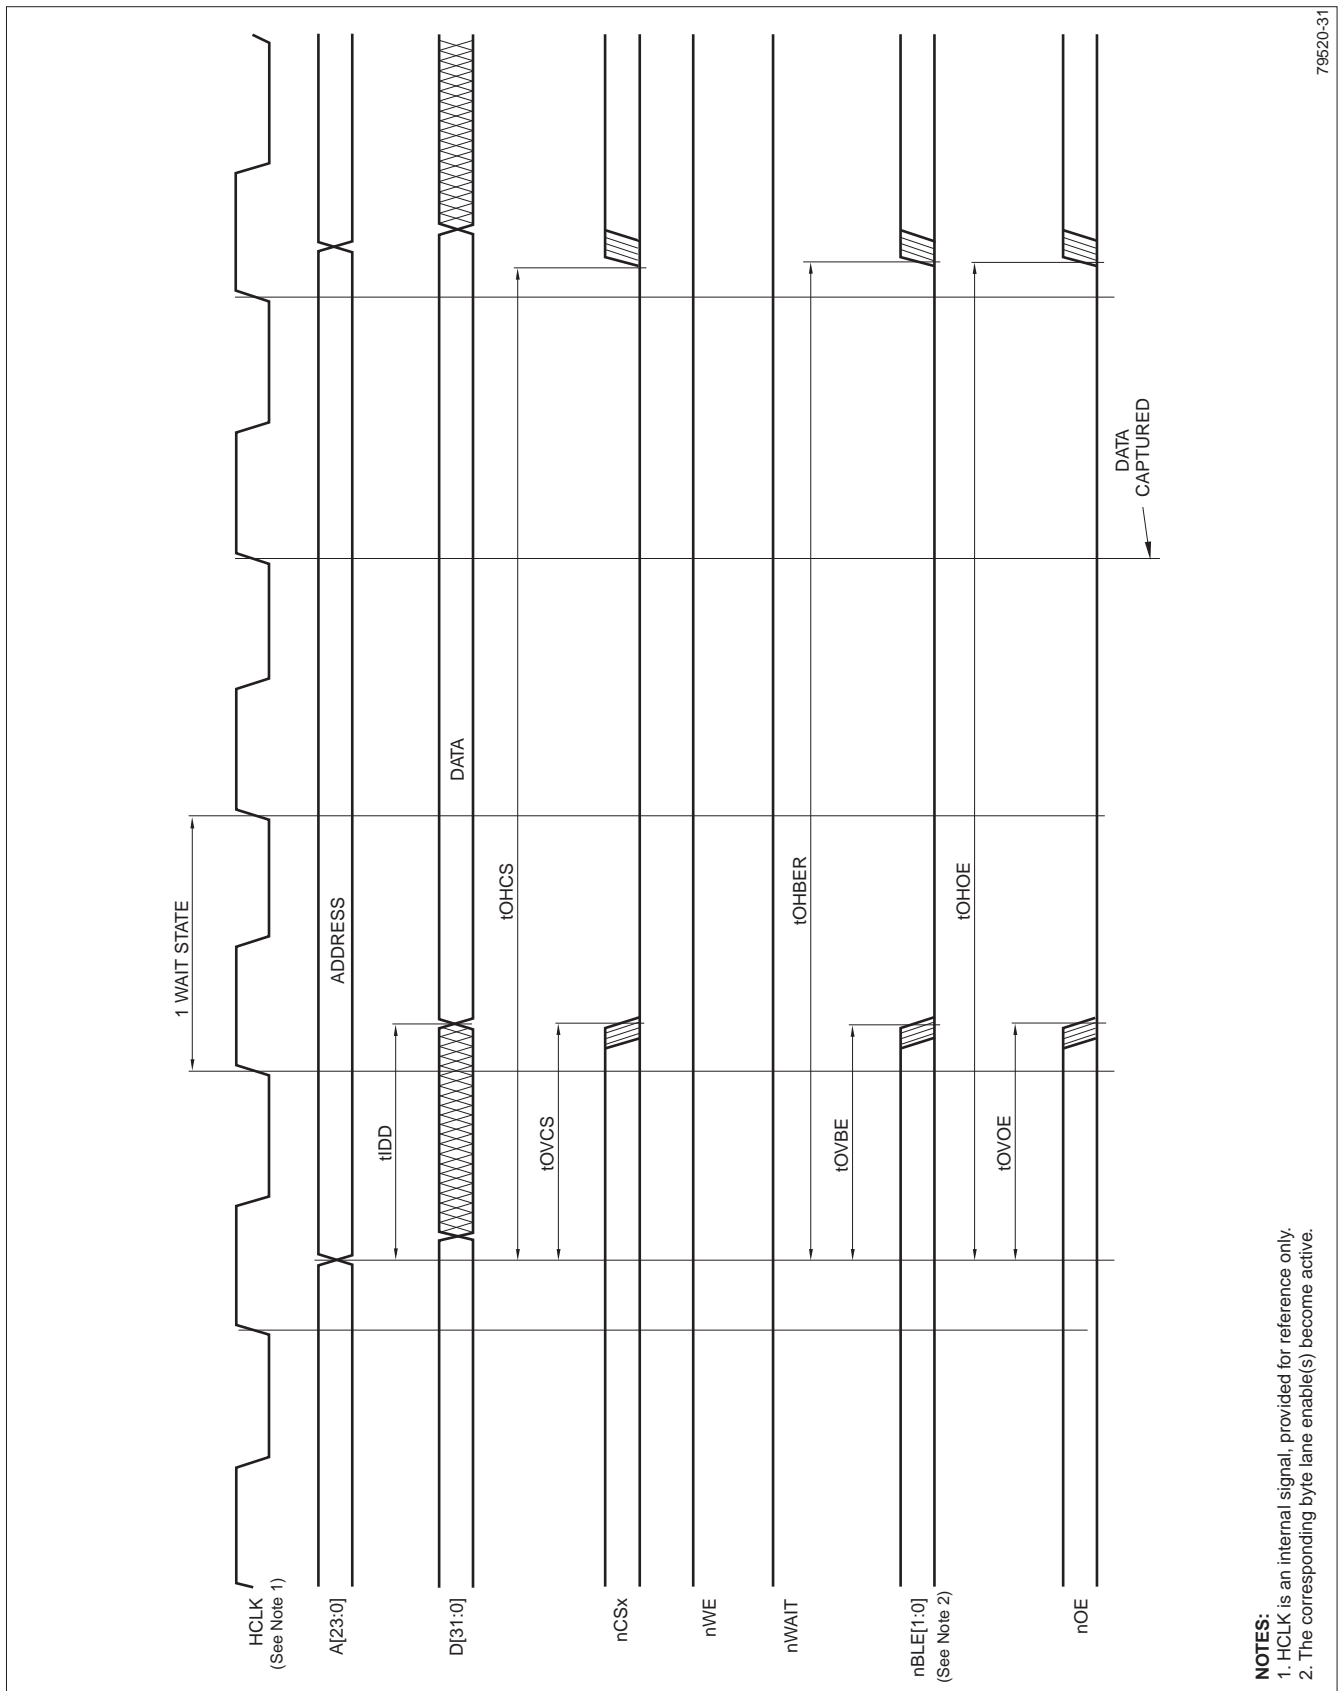 1 WAIT STATE
HCLK
(See Note 1)
A[23:0]
ADDRESS
tIDD
D[31:0]
DATA
tOHCS
tOVCS
nCSx
nWE
nWAIT
tOHBER
tOVBE
nBLE[1:0]
(See Note 2)
tOHOE
tOVOE
nOE
DATA
CAPTURED
NOTES:
1. HCLK is an internal signal, provided for reference only.
2. The corresponding byte lane enable(s) become active.
79520-31